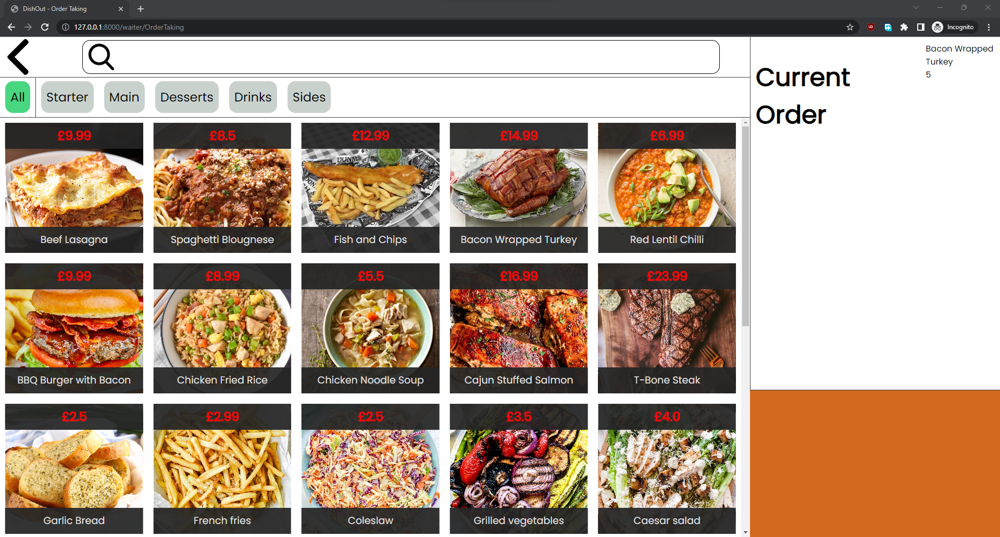 DishOut - Order Taking
127.0.0.1:8000/waiter/OrderTaking
Incognito
All
Starter
Main
Desserts
Drinks
Sides
£9.99
£8.5
£12.99
£14.99
£6.99
Beef Lasagna
Spaghetti Blougnese
Fish and Chips
Bacon Wrapped Turkey
Red Lentil Chilli
£9.99
£8.99
£5.5
£16.99
£23.99
BBQ Burger with Bacon
Chicken Fried Rice
Chicken Noodle Soup
Cajun Stuffed Salmon
T-Bone Steak
£2.5
£2.99
£2.5
£3.5
£4.0
Garlic Bread
French fries
Coleslaw
Grilled vegetables
Caesar salad
Current
Order
Bacon Wrapped
Turkey
5